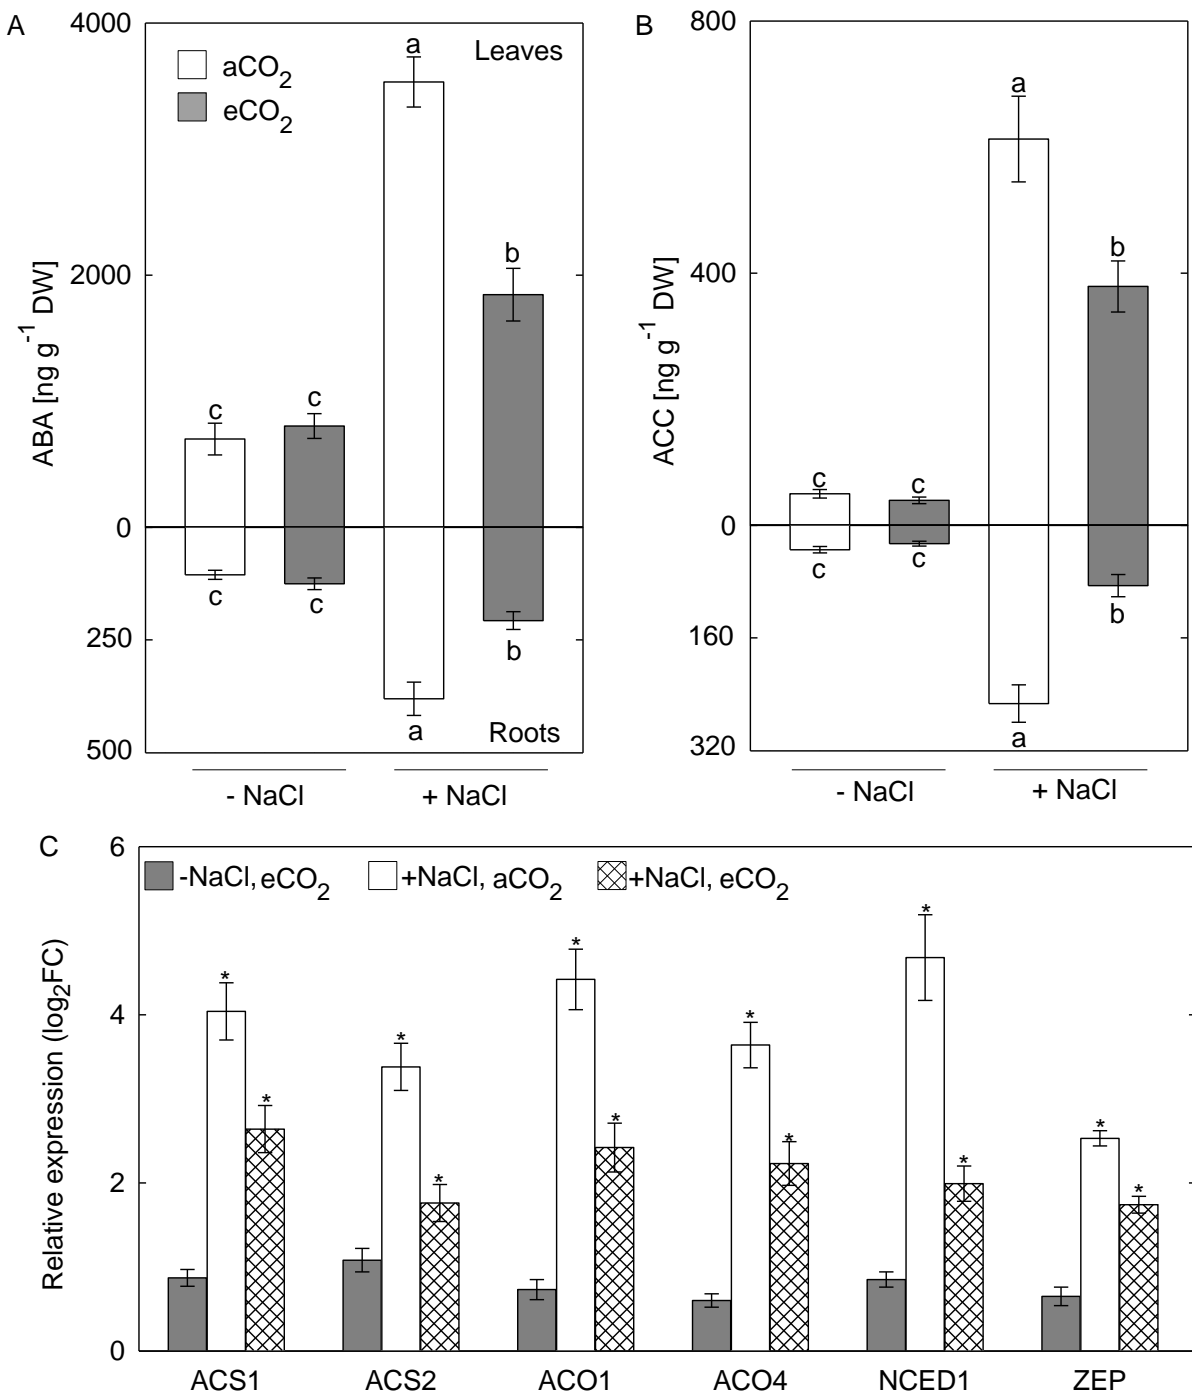 A
4000
a
Leaves
aCO2
eCO2
b
2000
ABA [ng g-1 DW]
c
c
0
c
c
250
b
a
Roots
500
- NaCl
+ NaCl
B
800
a
b
400
ACC [ng g-1 DW]
c
c
0
c
c
b
160
a
320
- NaCl
+ NaCl
C
6
-NaCl, eCO2
+NaCl, aCO2
+NaCl, eCO2
Relative expression (log2FC)
*
*
*
*
*
*
*
*
*
*
*
*
4
2
0
ACS1
ACS2
ACO1
ACO4
NCED1
ZEP